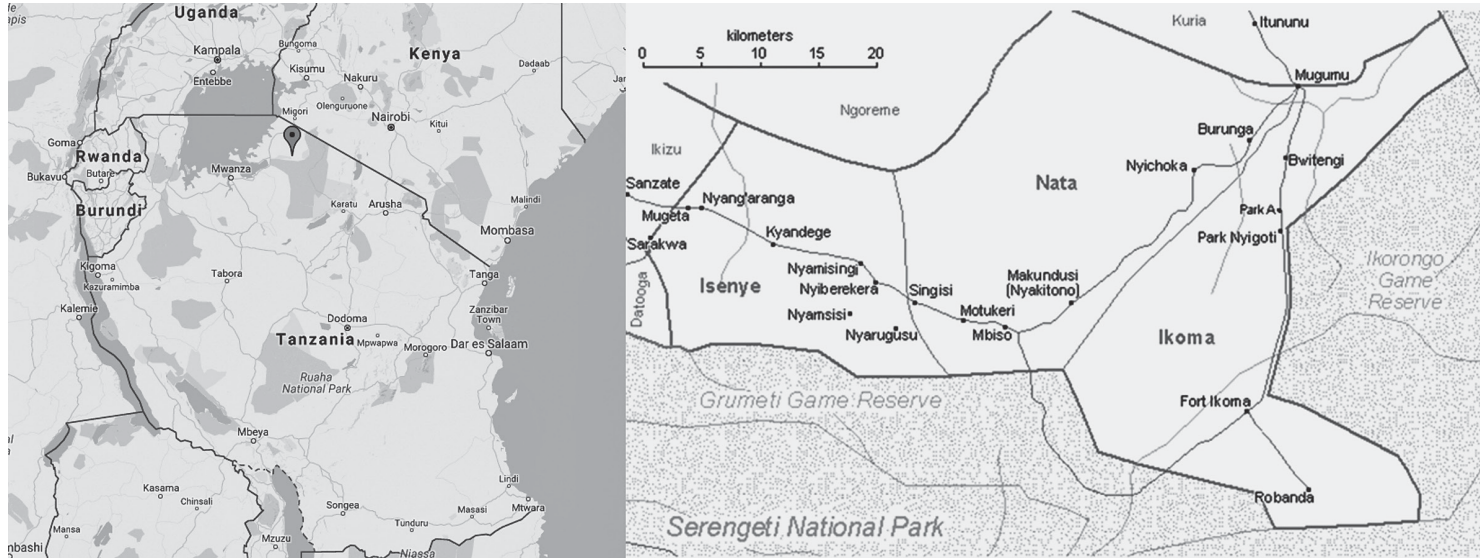 Uganda
Kampala
Entebbe
Bungoma
Kisumu
Kenya
Dadaab
Nakuru
Olenguruone
Migori
Nairobi
Kitui
Goma
Rwanda
Butare
Bukavu
Burundi
Mwanza
Karatu
Arusha
Malindi
Mombasa
Kigoma
Kazuramimba
Tabora
Tanga
Kalemie
Zanzibar
Town
Dodoma
Tanzania
Mpwapwa
Morogoro
Dar es Salaam
Ruaha
National Park
Mbeya
Kasama
Chinsali
Mansa
Mzuzu
Songea
Tunduru
Masasi
Lindi
Mtwara
Niassa
kilometers
0 5 10 15 20
Kuria
Itununu
Mugumu
Ngoreme
Ikizu
Burunga
Nyichoka
Bwitengi
Nata
Sanzate
Nyang'aranga
Mugeta
Park A
Park Nyigoti
Kyandege
Sarakwa
Nyamisingi
Isenye
Nyiberekera
Singisi
Makundusi
(Nyakitono)
Ikorongo
Game
Reserve
Datooga
Nyamsisi
Motukeri
Nyarugusu
Mbiso
Ikoma
Grumeti Game Reserve
Fort Ikoma
Robanda
Serengeti National Park